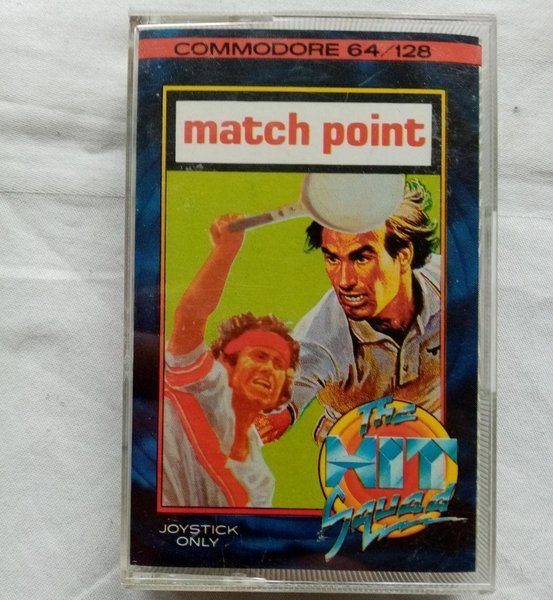 COMMODORE 64/128
match point
The
HIT
Squad
JOYSTICK
ONLY